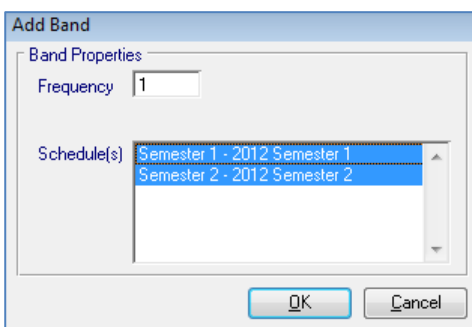 Add Band
Band Properties
Frequency 1
Schedule(s) Semester 1 - 2012 Semester 1
Semester 2 - 2012 Semester 2
OK Cancel